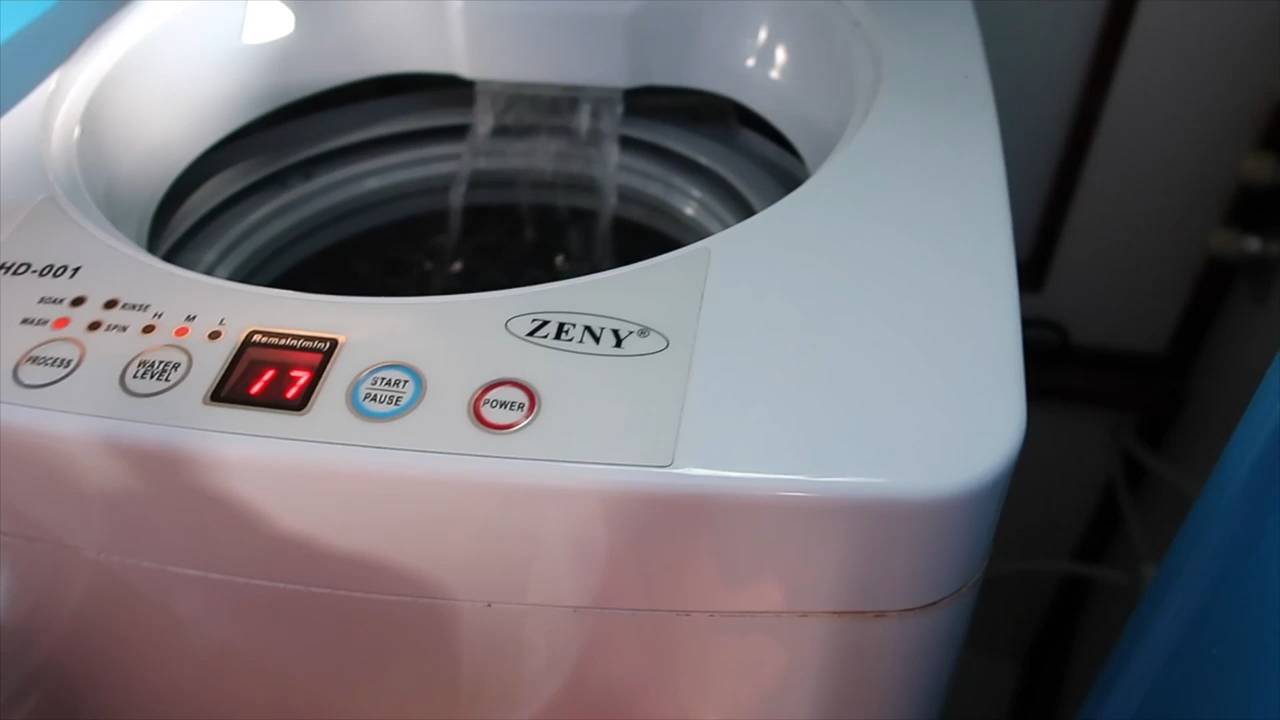 HD-001
SOAK RINSE
WASH SPIN
H M L
PROCESS
WATER
LEVEL
Remain(min)
17
START
PAUSE
POWER
ZENY®